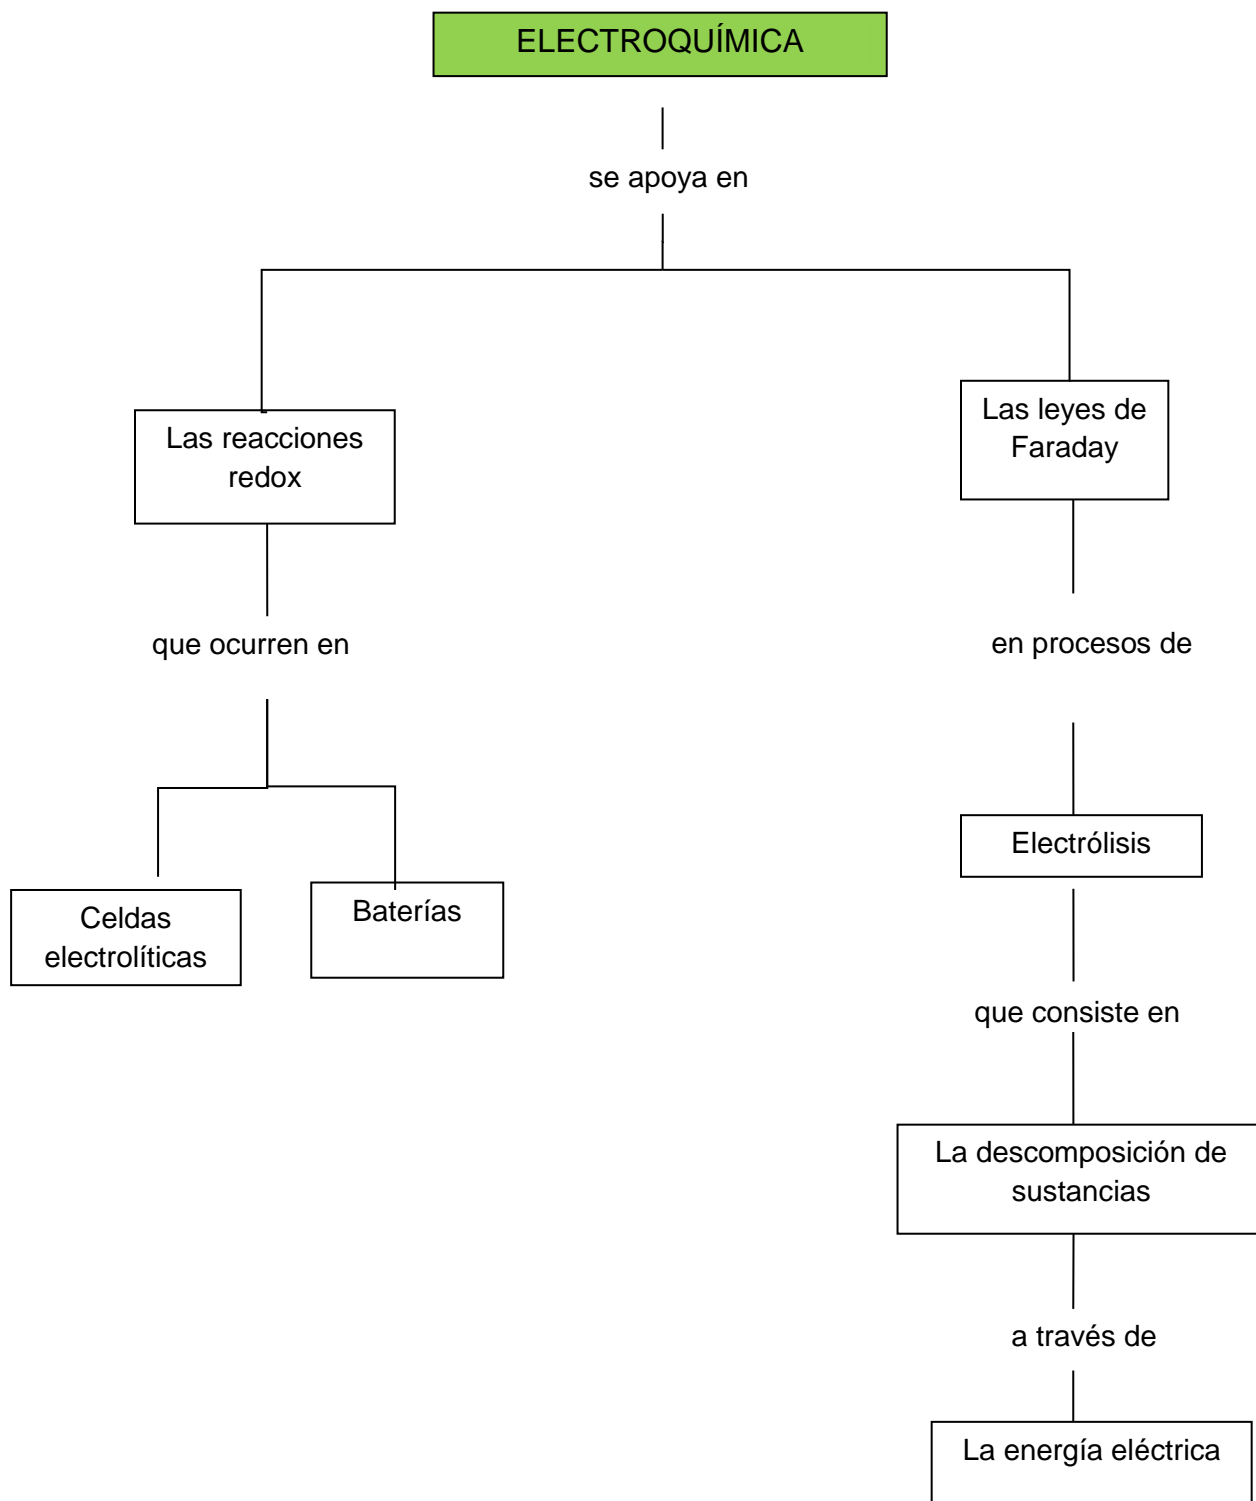 ELECTROQUÍMICA
se apoya en
Las reacciones
redox
que ocurren en
Celdas
electrolíticas
Baterías
Las leyes de
Faraday
en procesos de
Electrólisis
que consiste en
La descomposición de
sustancias
a través de
La energía eléctrica